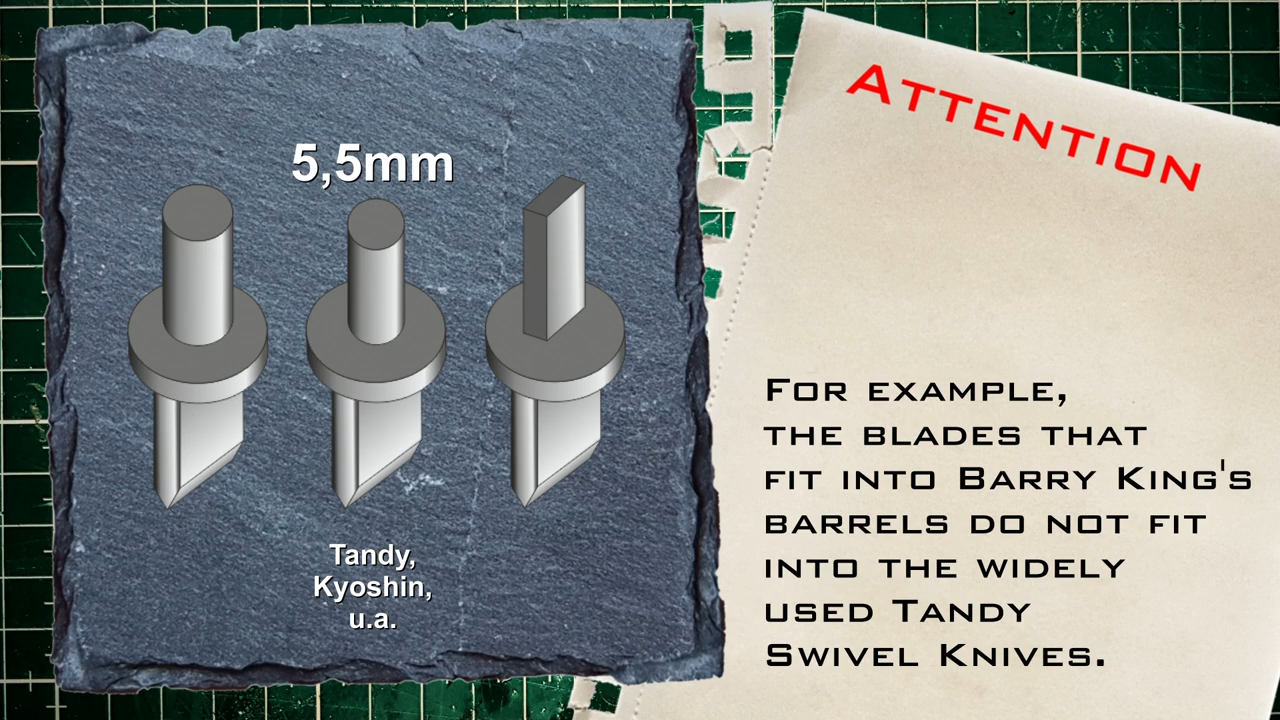 5,5mm
Tandy,
Kyoshin,
u.a.
ATTENTION
FOR EXAMPLE,
THE BLADES THAT
FIT INTO BARRY KING'S
BARRELS DO NOT FIT
INTO THE WIDELY
USED TANDY
SWIVEL KNIVES.